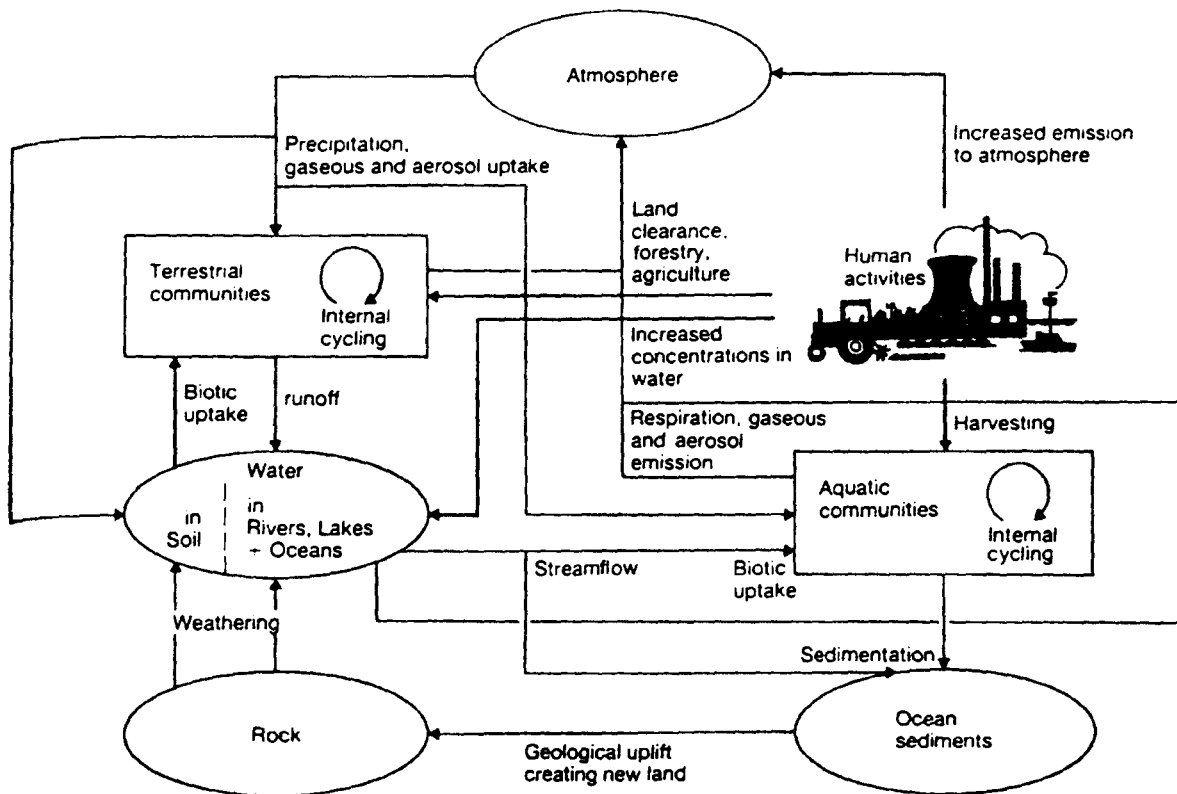 Atmosphere
Precipitation,
gaseous and aerosol uptake
Increased emission
to atmosphere
Land
clearance,
forestry,
agriculture
Human
activities
Terrestrial
communities
Internal
cycling
Increased
concentrations in
water
Biotic
uptake
runoff
Respiration, gaseous
and aerosol
emission
Harvesting
Water
in
Soil
in
Rivers, Lakes
+ Oceans
Aquatic
communities
Internal
cycling
Streamflow
Biotic
uptake
Weathering
Sedimentation
Rock
Ocean
sediments
Geological uplift
creating new land